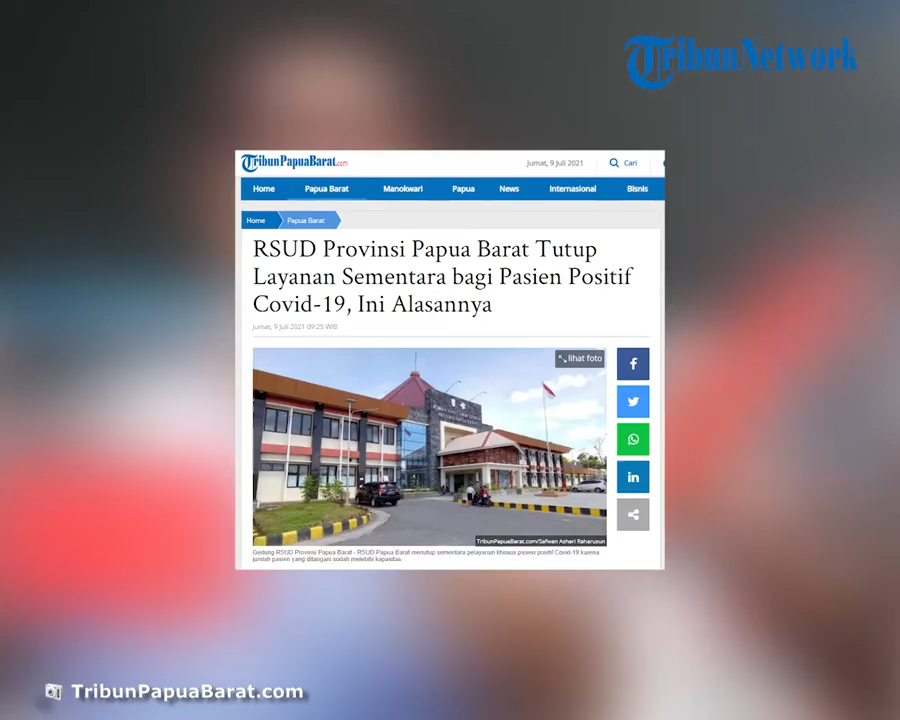 TribunNetwork
TribunPapuaBarat.com
Jumat, 9 Juli 2021
Cari
Home Papua Barat Manokwari Papua News Internasional Bisnis
Home Papua Barat
RSUD Provinsi Papua Barat Tutup
Layanan Sementara bagi Pasien Positif
Covid-19, Ini Alasannya
Jumat, 9 Juli 2021 09:25 WIB
lihat foto
TribunPapuaBarat.com/Safwan Ashari Raharusun
Gedung RSUD Provinsi Papua Barat - RSUD Papua Barat menutup sementara pelayanan khusus pasien positif Covid-19 karena
jumlah pasien yang ditangani sudah melebihi kapasitas.
TribunPapuaBarat.com